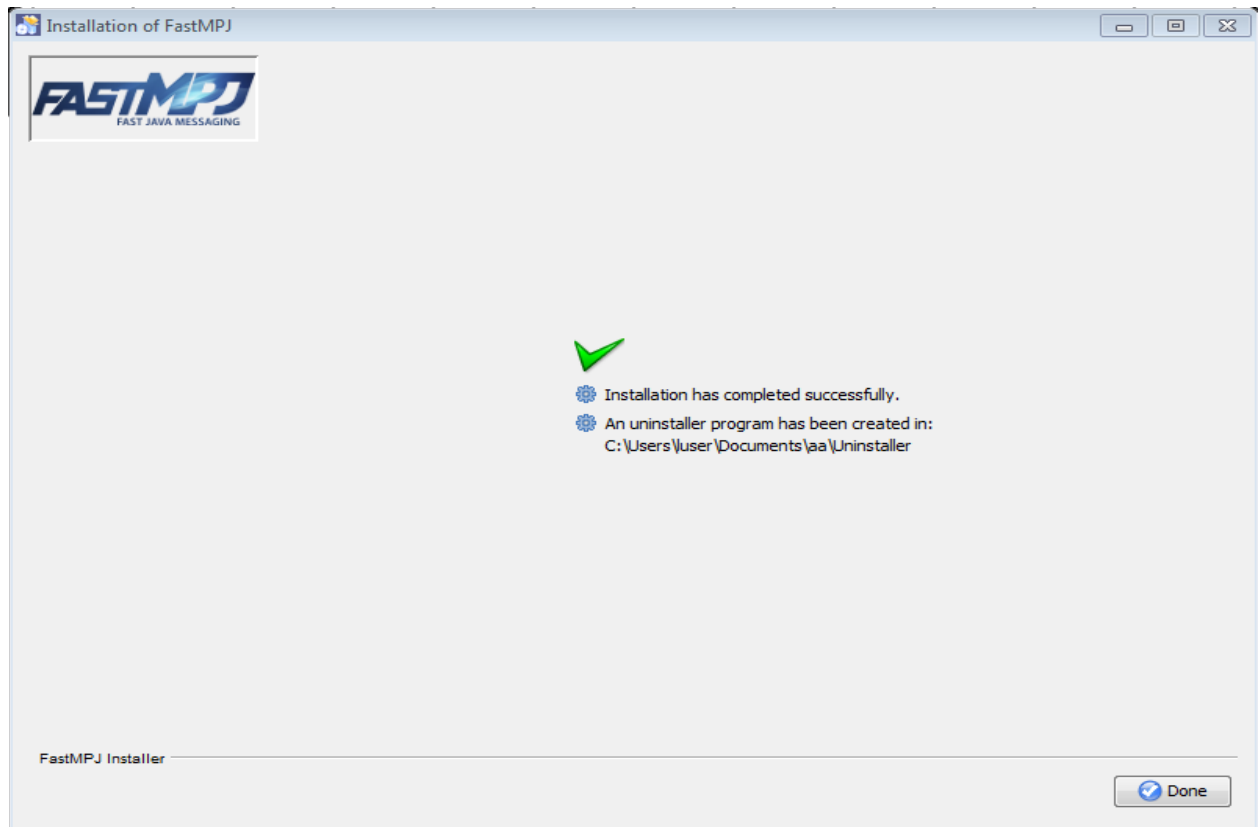 Installation of FastMPJ
FASTMPJ
FAST JAVA MESSAGING
Installation has completed successfully.
An uninstaller program has been created in:
C:\Users\luser\Documents\aa\Uninstaller
FastMPJ Installer
Done